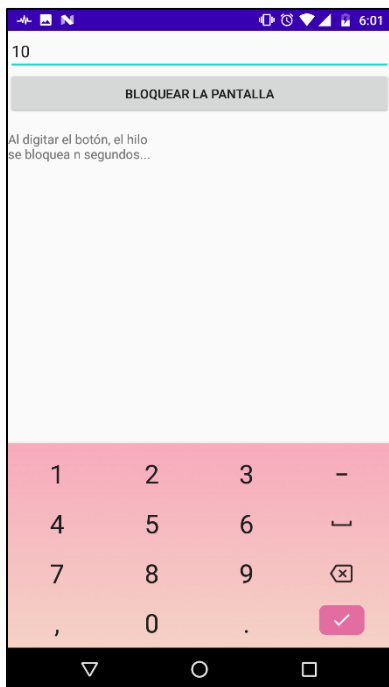 6:01
10
BLOQUEAR LA PANTALLA
Al digitar el botón, el hilo
se bloquea n segundos...
1 2 3 -
4 5 6
7 8 9
, 0 .